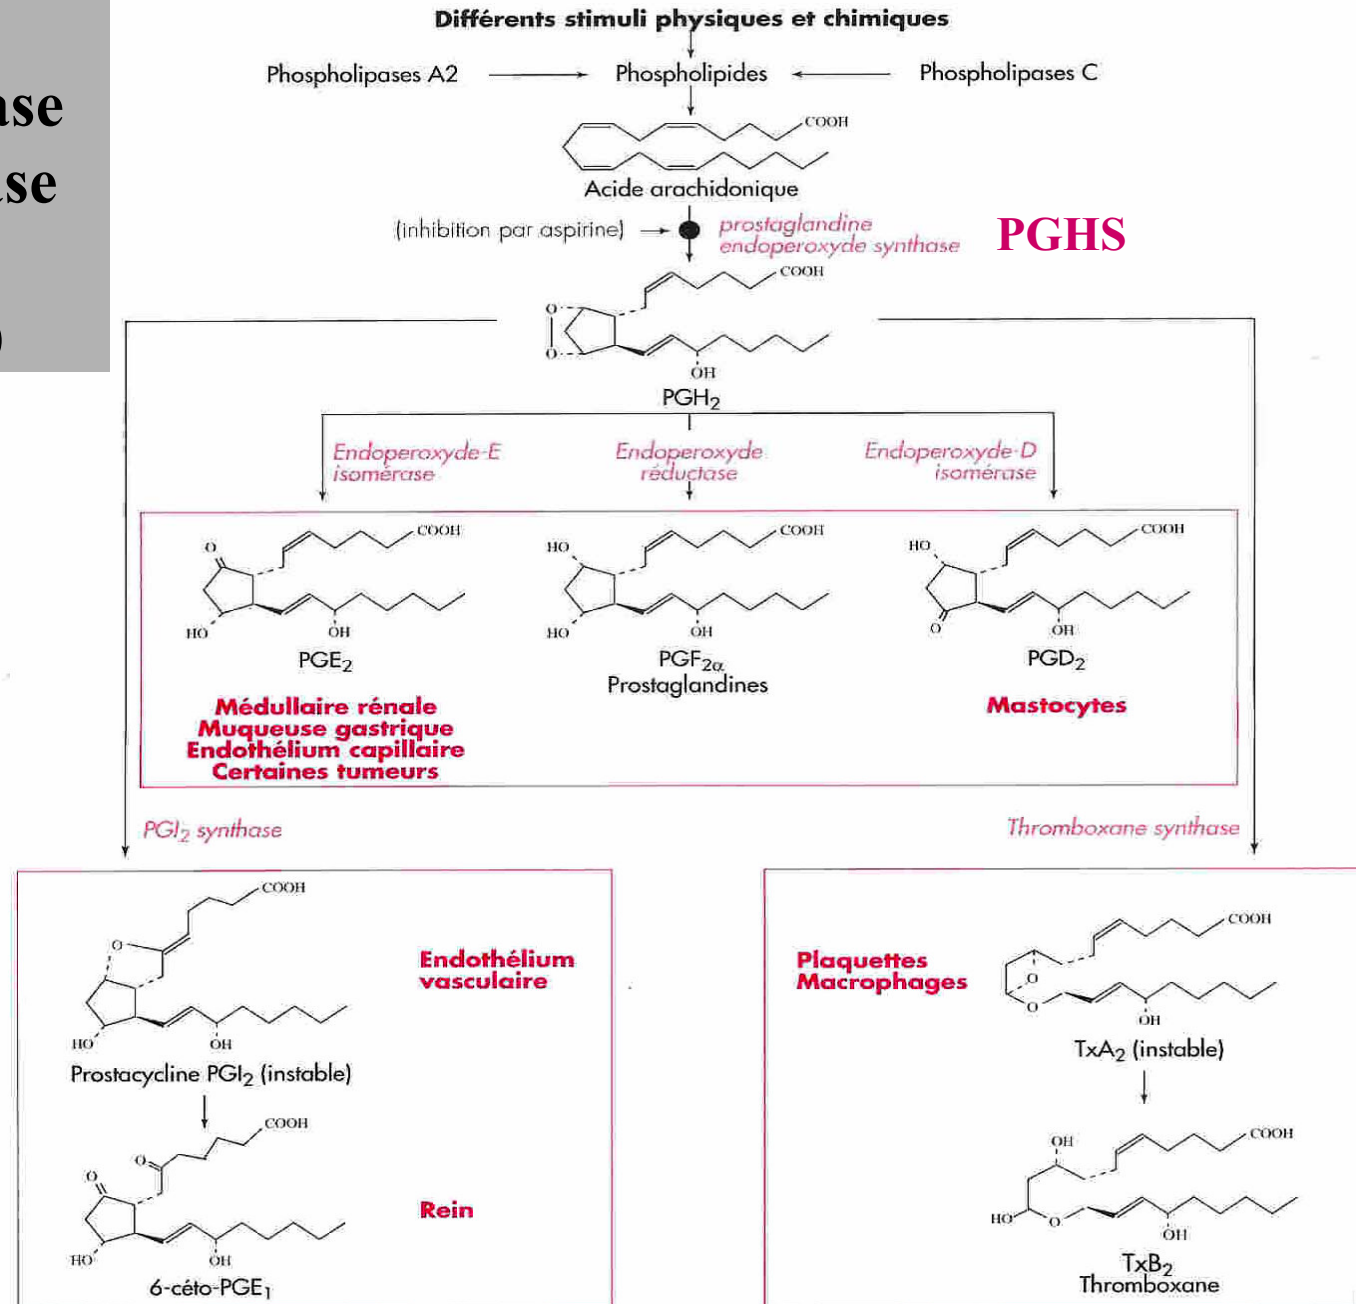 Différents stimuli physiques et chimiques
Phospholipases A2
Phospholipides
Phospholipases C
COOH
Acide arachidonique
(inhibition par aspirine)
prostaglandine
endoperoxyde synthase
PGHS
COOH
O
O
OH
PGH2
Endoperoxyde-E
isomérase
Endoperoxyde
réductase
Endoperoxyde-D
isomérase
COOH
O
HO
OH
PGE2
Médullaire rénale
Muqueuse gastrique
Endothélium capillaire
Certaines tumeurs
COOH
HO
HO
OH
PGF2α
Prostaglandines
COOH
HO
O
OH
PGD2
Mastocytes
PGI2 synthase
Thromboxane synthase
COOH
O
HO
OH
Prostacycline PGI2 (instable)
Endothélium
vasculaire
COOH
O
O
HO
OH
6-céto-PGE1
Rein
Plaquettes
Macrophages
COOH
O
O
OH
TxA2 (instable)
OH
COOH
HO
O
OH
TxB2
Thromboxane